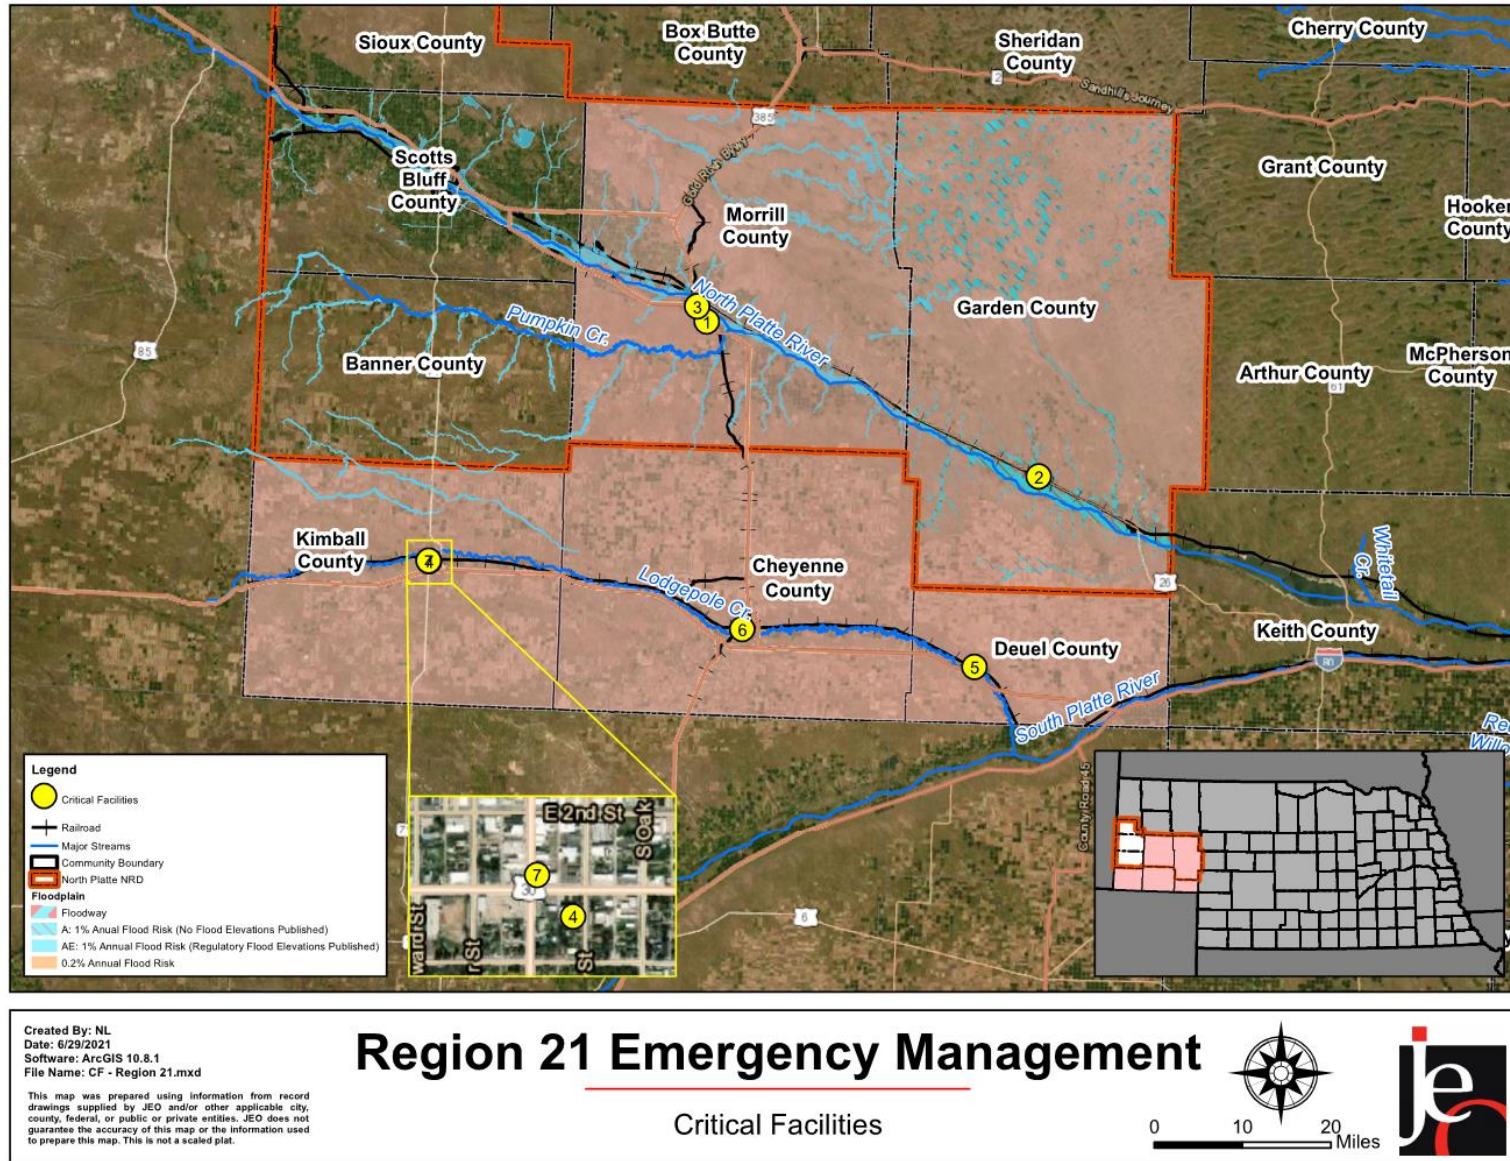 Sioux County
Box Butte
County
Sheridan
County
Cherry County
2
Sandhills Journey
385
Gold Rush Byway
Scotts
Bluff
County
Morrill
County
Grant County
Hooker
County
North Platte River
3
1
Garden County
Pumpkin Cr.
85
Banner County
Arthur County
61
McPherson
County
2
Kimball
County
7
4
Lodgepole Cr.
Cheyenne
County
6
5
Deuel County
26
Whitetail
Cr.
Keith County
80
South Platte River
County Road 45
6
Legend
Critical Facilities
Railroad
Major Streams
Community Boundary
North Platte NRD
Floodplain
Floodway
A: 1% Anual Flood Risk (No Flood Elevations Published)
AE: 1% Annual Flood Risk (Regulatory Flood Elevations Published)
0.2% Annual Flood Risk
E 2nd St
S Oak
7
30
4
ward St
r St
St
Created By: NL
Date: 6/29/2021
Software: ArcGIS 10.8.1
File Name: CF - Region 21.mxd
This map was prepared using information from record
drawings supplied by JEO and/or other applicable city,
county, federal, or public or private entities. JEO does not
guarantee the accuracy of this map or the information used
to prepare this map. This is not a scaled plat.
Region 21 Emergency Management
Critical Facilities
0 10 20
Miles
jeo